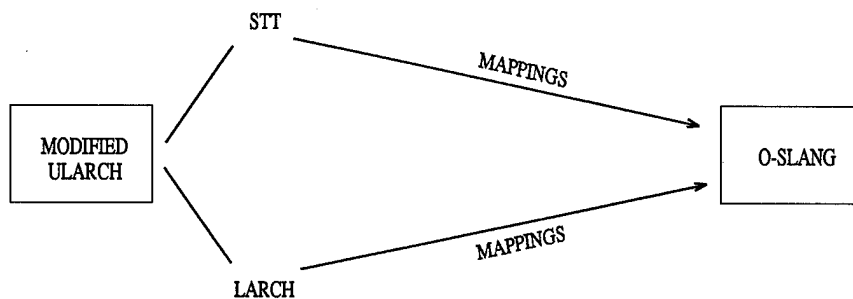 STT
MAPPINGS
MODIFIED
ULARCH
O-SLANG
MAPPINGS
LARCH